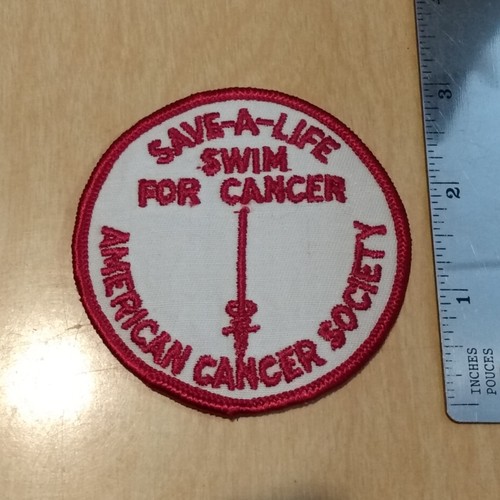 SAVE-A-LIFE
SWIM
FOR CANCER
AMERICAN CANCER SOCIETY
3
2
1
INCHES
POUCES